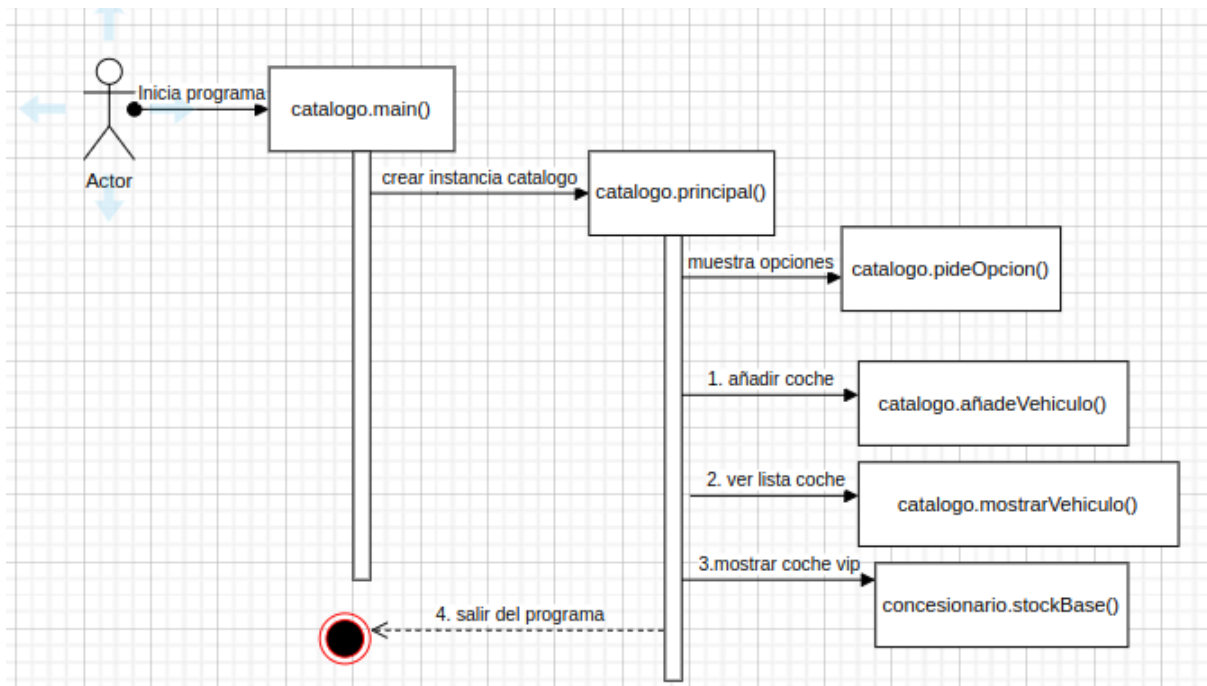 Inicia programa
catalogo.main()
Actor
crear instancia catalogo
catalogo.principal()
muestra opciones
catalogo.pideOpcion()
1. añadir coche
catalogo.añadeVehiculo()
2. ver lista coche
catalogo.mostrarVehiculo()
3.mostrar coche vip
concesionario.stockBase()
4. salir del programa